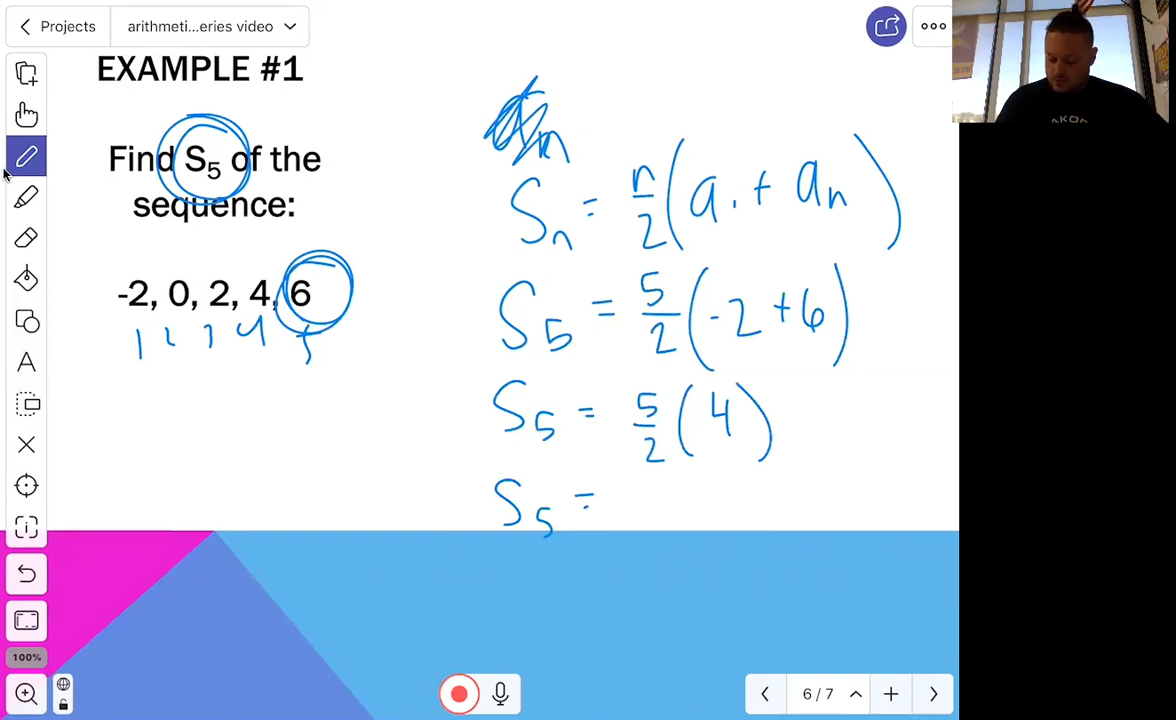 Projects
arithmeti...eries video
EXAMPLE #1
Find S₅ of the
sequence:
-2, 0, 2, 4, 6
1 2 3 4 5
Sₙ = n/2 (a₁ + aₙ)
S₅ = 5/2 (-2 + 6)
S₅ = 5/2 (4)
S₅ =
A
100%
6 / 7